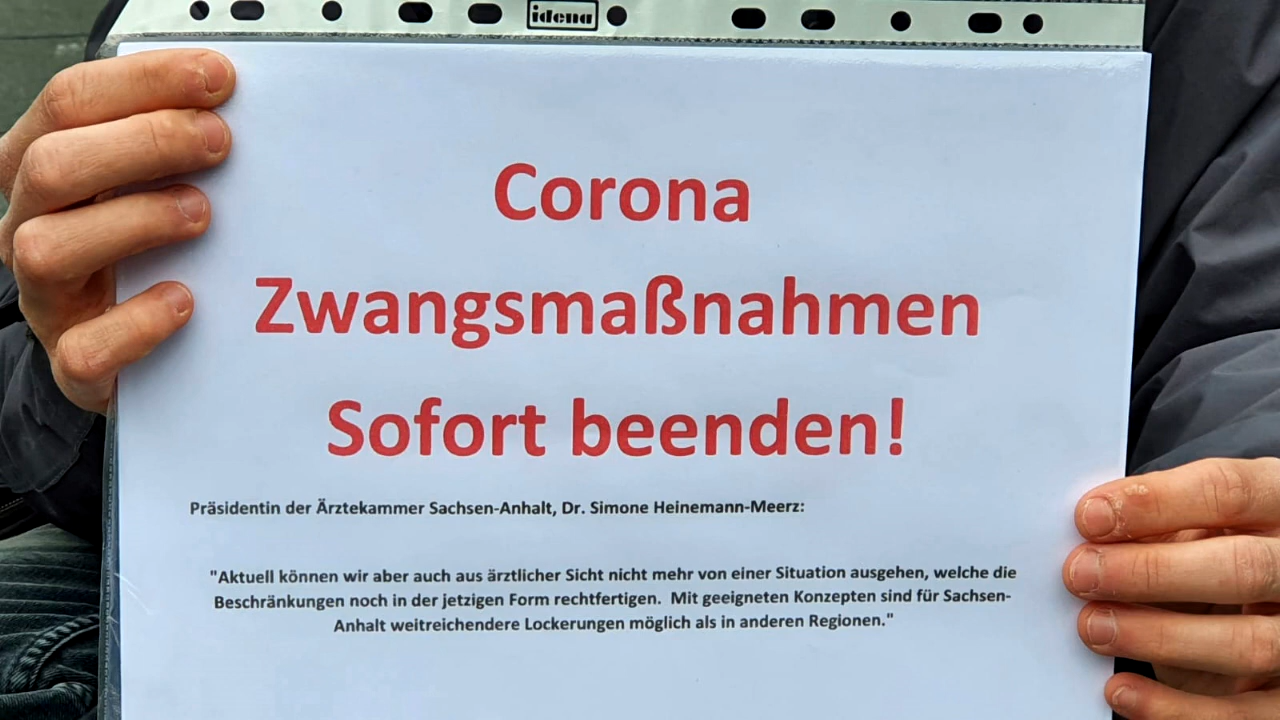 idena
Corona
Zwangsmaßnahmen
Sofort beenden!
Präsidentin der Ärztekammer Sachsen-Anhalt, Dr. Simone Heinemann-Meerz:
"Aktuell können wir aber auch aus ärztlicher Sicht nicht mehr von einer Situation ausgehen, welche die
Beschränkungen noch in der jetzigen Form rechtfertigen. Mit geeigneten Konzepten sind für Sachsen-
Anhalt weitreichendere Lockerungen möglich als in anderen Regionen."